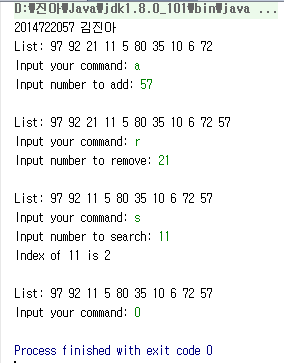 D:\진아\Java\jdk1.8.0_101\bin\java ...
2014722057 김진아
List: 97 92 21 11 5 80 35 10 6 72
Input your command: a
Input number to add: 57
List: 97 92 21 11 5 80 35 10 6 72 57
Input your command: r
Input number to remove: 21
List: 97 92 11 5 80 35 10 6 72 57
Input your command: s
Input number to search: 11
Index of 11 is 2
List: 97 92 11 5 80 35 10 6 72 57
Input your command: 0
Process finished with exit code 0